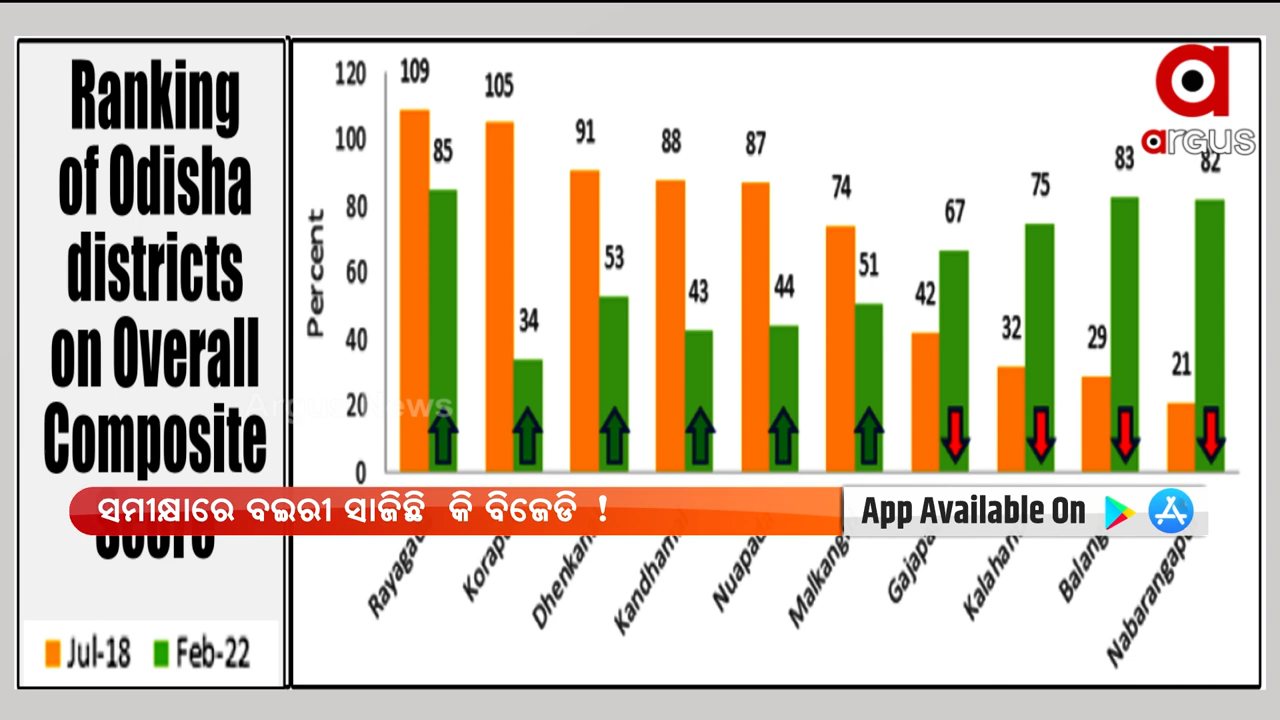 Ranking
of Odisha
districts
on Overall
Composite
Jul-18 Feb-22
Percent
120
100
80
60
40
20
0
109 85
105 34
91 53
88 43
87 44
74 51
42 67
32 75
29 83
21 82
argus
Argus News
ସମୀକ୍ଷାରେ ବଇରୀ ସାଜିଛି କି ବିଜେଡି !
App Available On